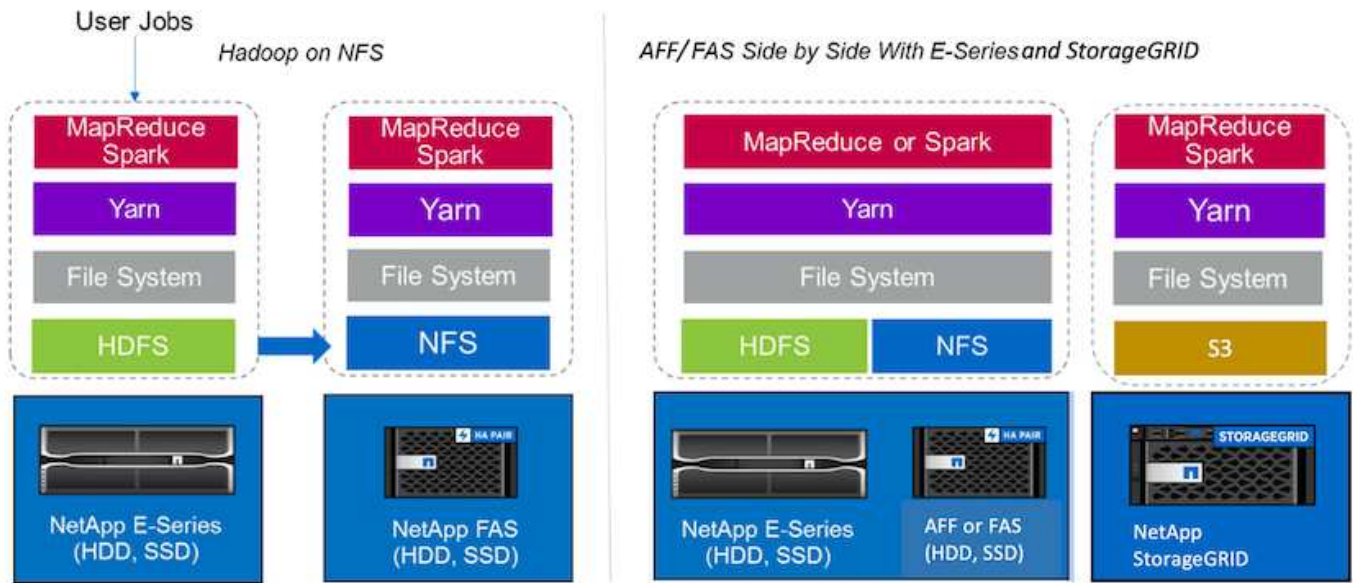 User Jobs
Hadoop on NFS
AFF/FAS Side by Side With E-Series and StorageGRID
MapReduce
Spark
Yarn
File System
HDFS
NetApp E-Series
(HDD, SSD)
MapReduce
Spark
Yarn
File System
NFS
HA PAIR
NetApp FAS
(HDD, SSD)
MapReduce or Spark
Yarn
File System
HDFS
NFS
NetApp E-Series
(HDD, SSD)
HA PAIR
AFF or FAS
(HDD, SSD)
MapReduce
Spark
Yarn
File System
S3
STORAGEGRID
NetApp
StorageGRID